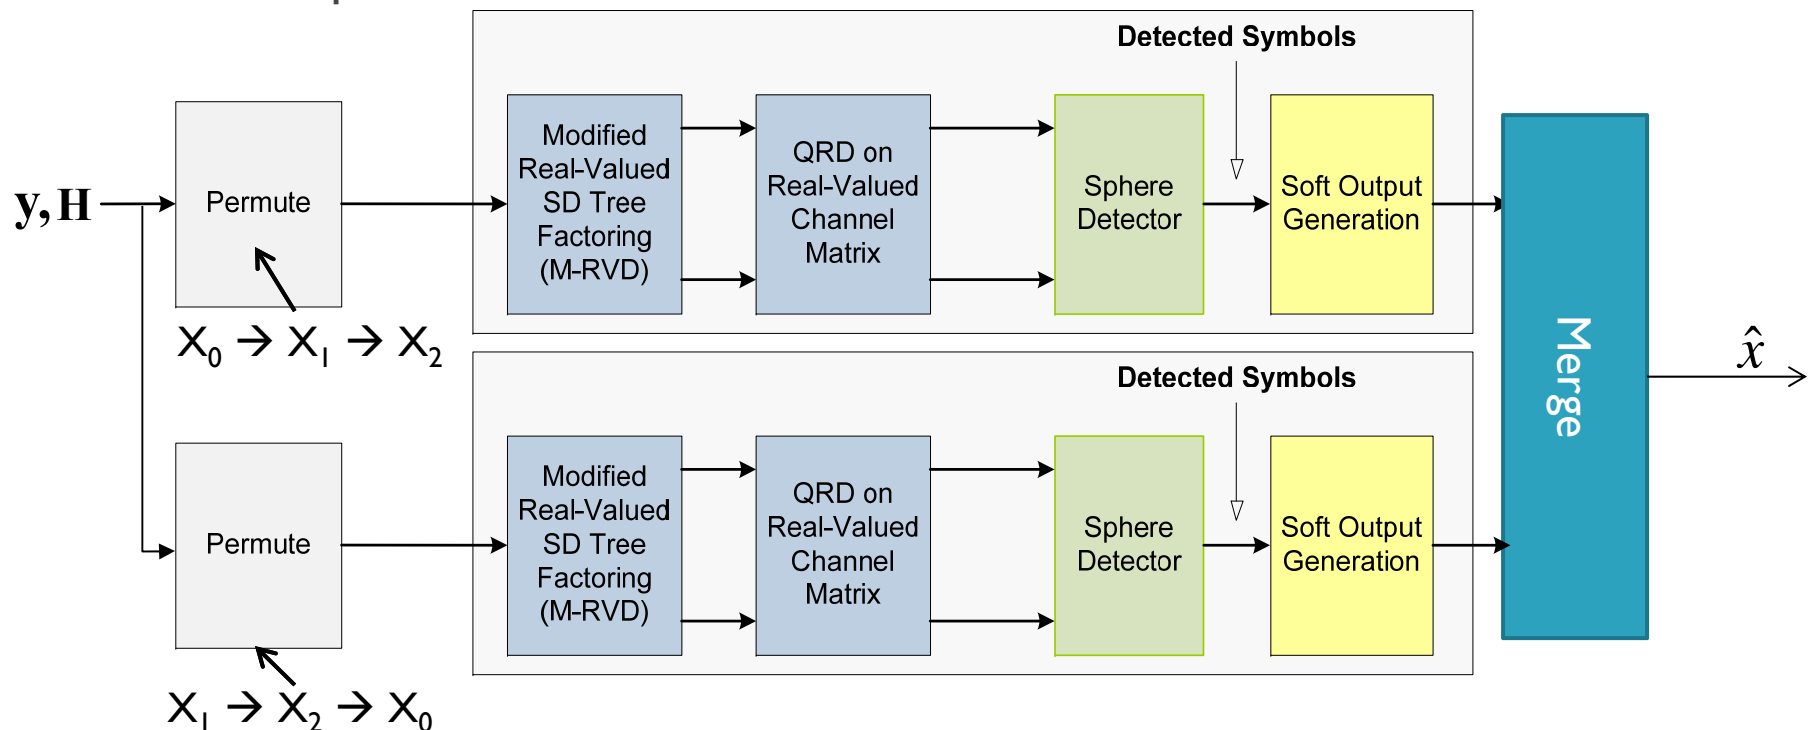 Detected Symbols
y, H
Permute
Modified
Real-Valued
SD Tree
Factoring
(M-RVD)
QRD on
Real-Valued
Channel
Matrix
Sphere
Detector
Soft Output
Generation
X₀ → X₁ → X₂
Merge
x̂
Detected Symbols
Permute
Modified
Real-Valued
SD Tree
Factoring
(M-RVD)
QRD on
Real-Valued
Channel
Matrix
Sphere
Detector
Soft Output
Generation
X₁ → X₂ → X₀